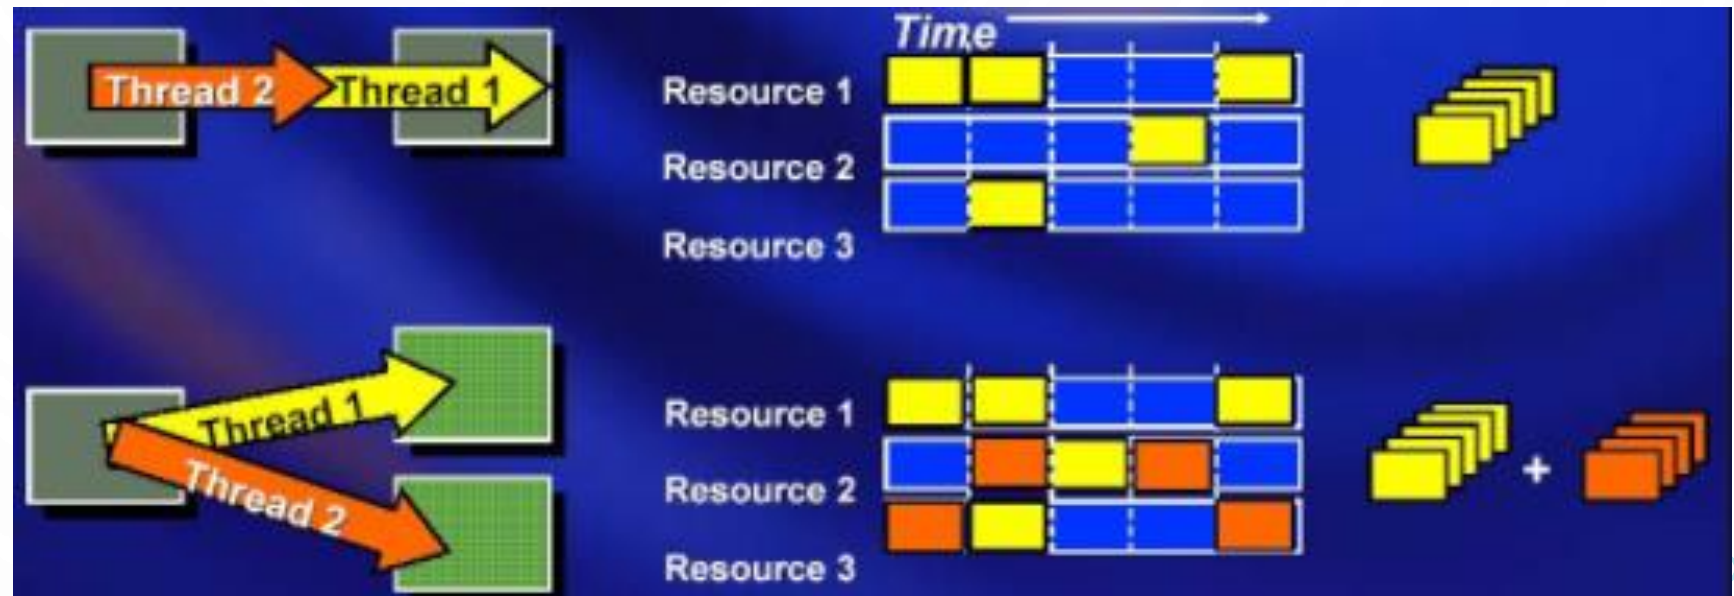 Time
Thread 2
Thread 1
Resource 1
Resource 2
Resource 3
Thread 1
Thread 2
Resource 1
Resource 2
Resource 3
+